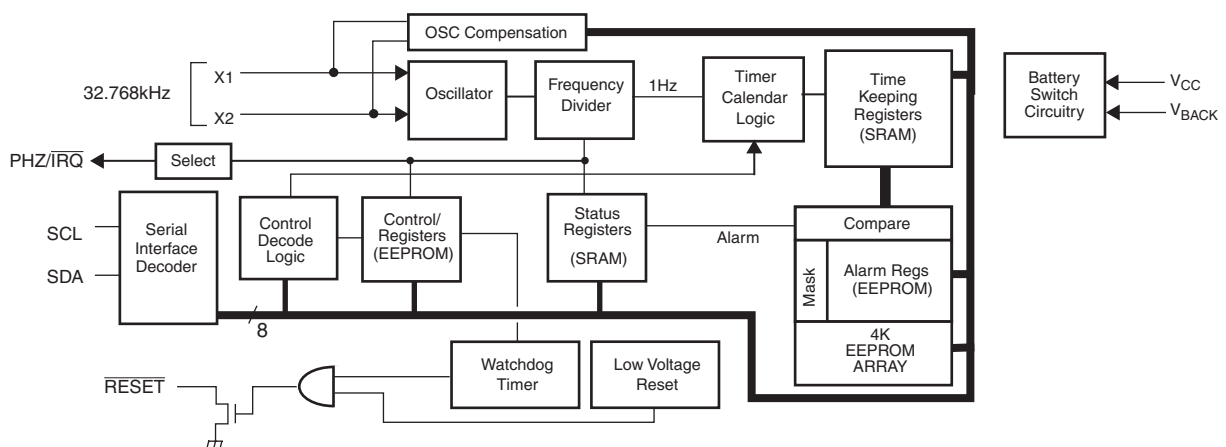 OSC Compensation
32.768kHz
X1
X2
Oscillator
Frequency
Divider
1Hz
Timer
Calendar
Logic
Time
Keeping
Registers
(SRAM)
Battery
Switch
Circuitry
VCC
VBACK
PHZ/IRQ
Select
SCL
SDA
Serial
Interface
Decoder
Control
Decode
Logic
Control/
Registers
(EEPROM)
Status
Registers
(SRAM)
Alarm
Compare
Mask
Alarm Regs
(EEPROM)
4K
EEPROM
ARRAY
8
RESET
Watchdog
Timer
Low Voltage
Reset